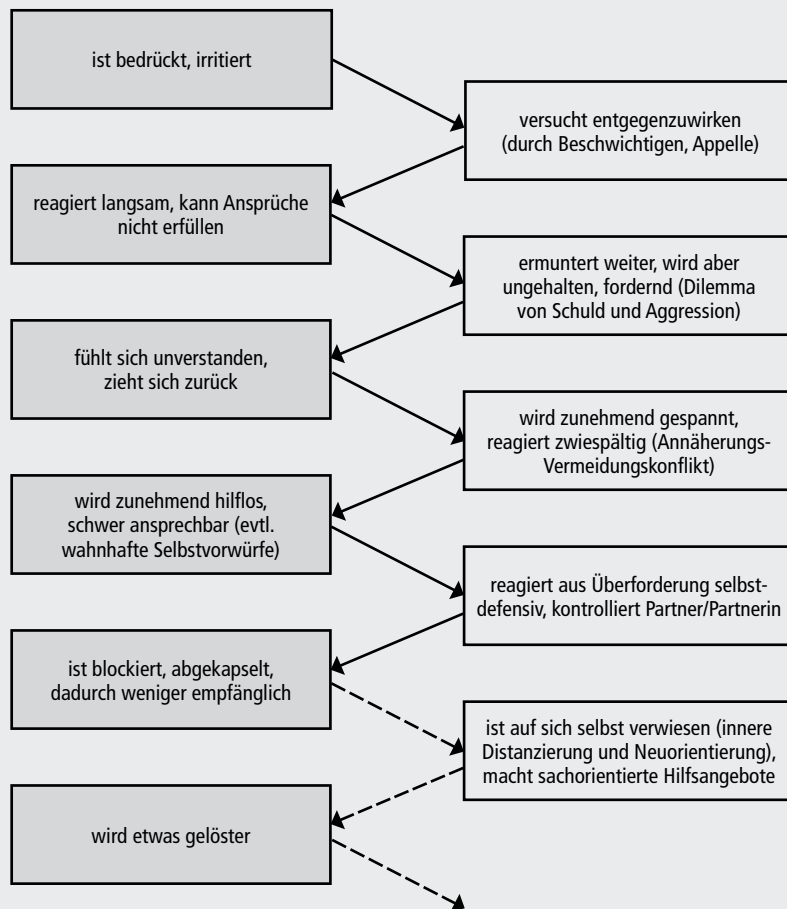 ist bedrückt, irritiert
versucht entgegenzuwirken
(durch Beschwichtigen, Appelle)
reagiert langsam, kann Ansprüche
nicht erfüllen
ermuntert weiter, wird aber
ungehalten, fordernd (Dilemma
von Schuld und Aggression)
fühlt sich unverstanden,
zieht sich zurück
wird zunehmend gespannt,
reagiert zwiespältig (Annäherungs-
Vermeidungskonflikt)
wird zunehmend hilflos,
schwer ansprechbar (evtl.
wahnhafte Selbstvorwürfe)
reagiert aus Überforderung selbst-
defensiv, kontrolliert Partner/Partnerin
ist blockiert, abgekapselt,
dadurch weniger empfänglich
ist auf sich selbst verwiesen (innere
Distanzierung und Neuorientierung),
macht sachorientierte Hilfsangebote
wird etwas gelöster